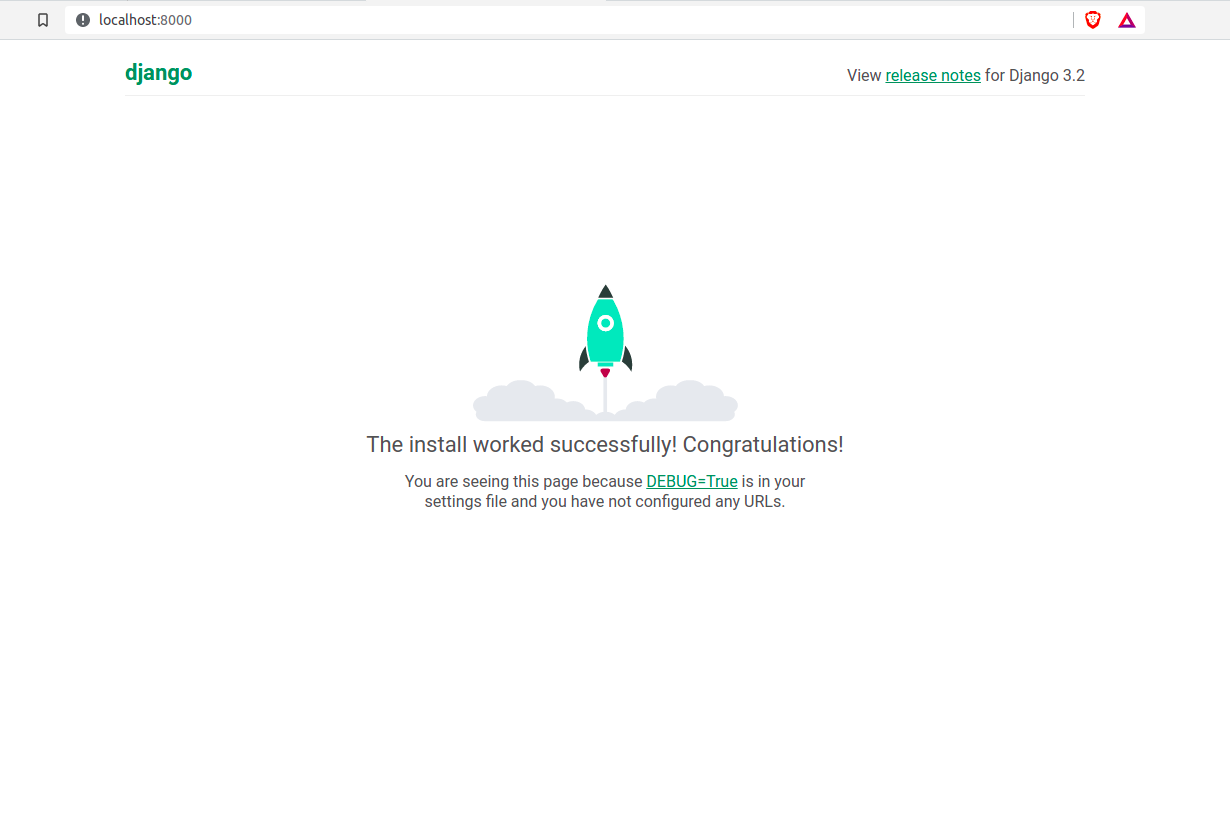 localhost:8000
django
View release notes for Django 3.2
The install worked successfully! Congratulations!
You are seeing this page because DEBUG=True is in your
settings file and you have not configured any URLs.